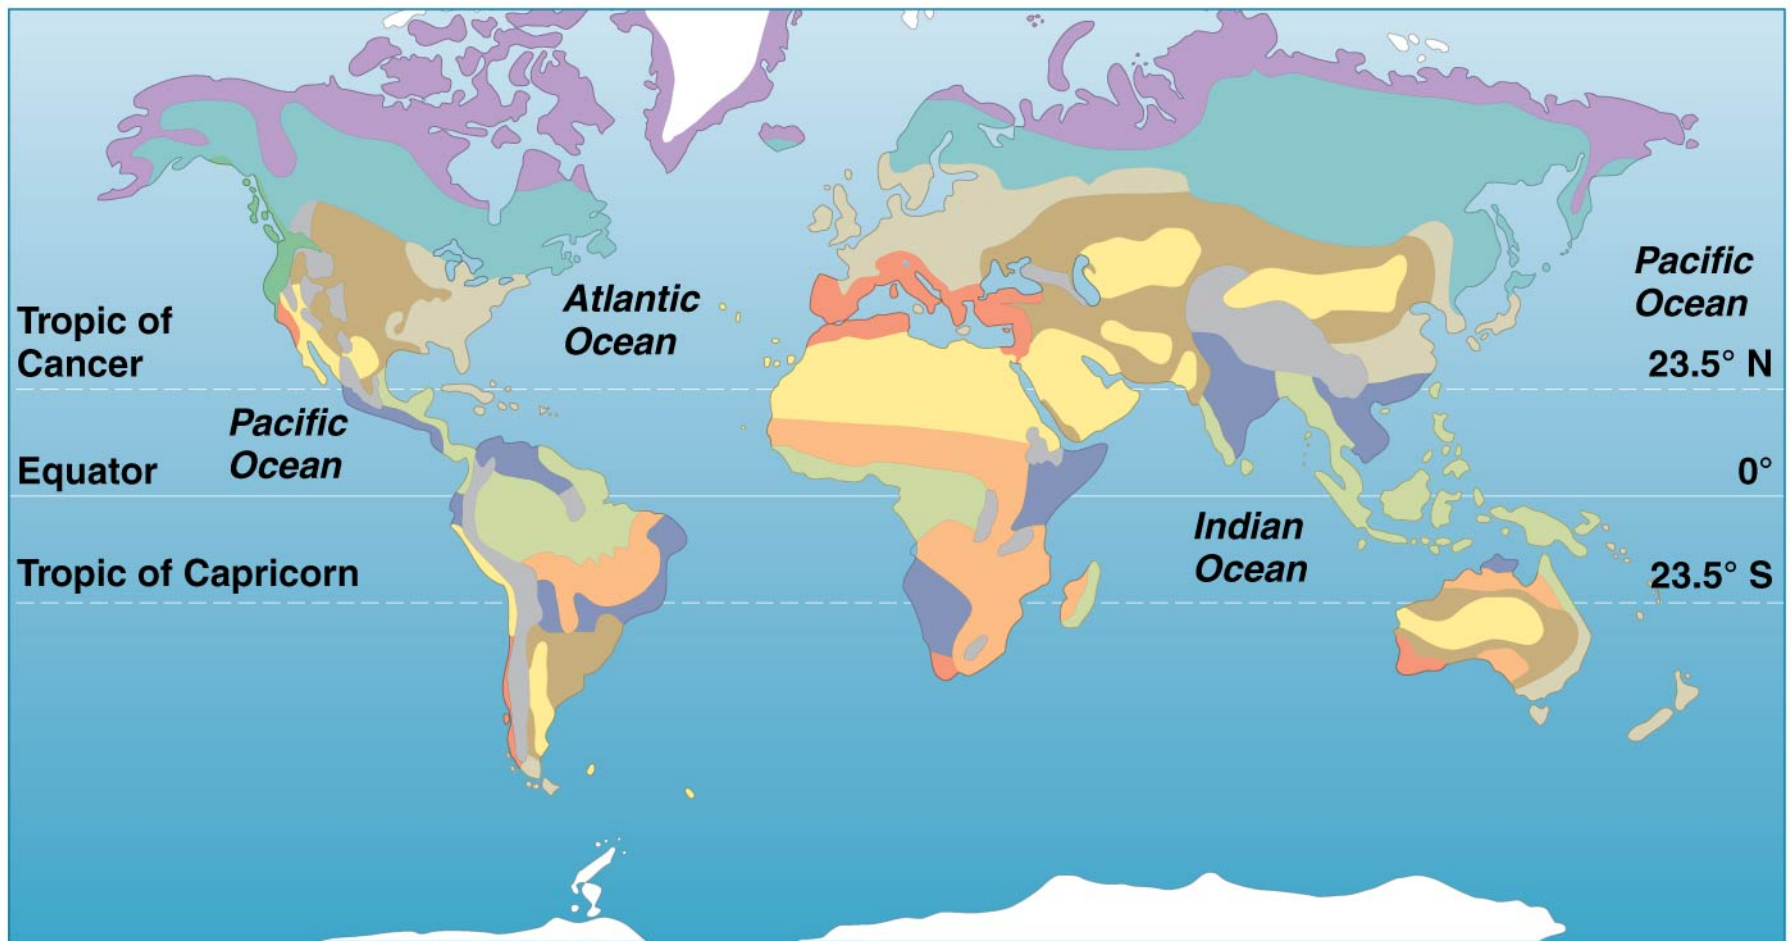 Pacific
Ocean
Atlantic
Ocean
Tropic of
Cancer
23.5° N
Pacific
Ocean
Equator
0°
Indian
Ocean
Tropic of Capricorn
23.5° S